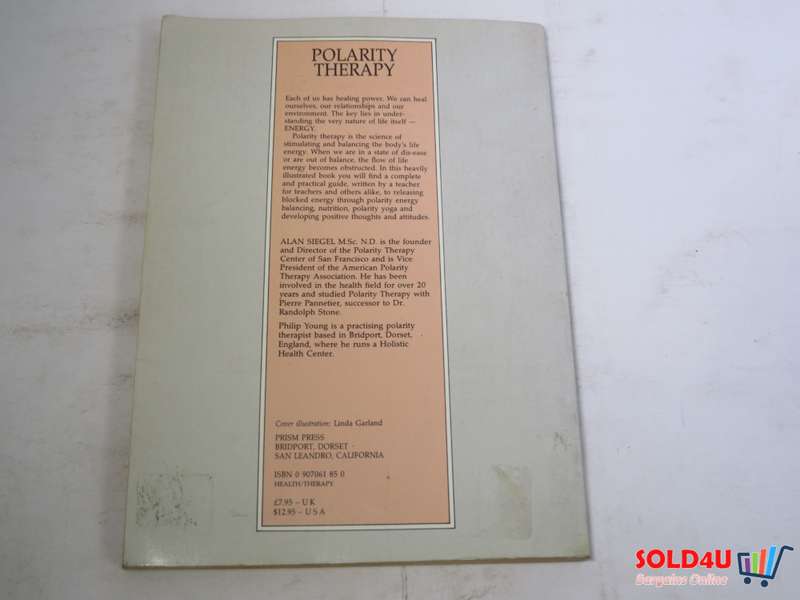 POLARITY
THERAPY
Each of us has healing power. We can heal
ourselves, our relationships and our
environment. The key lies in under-
standing the very nature of life itself —
ENERGY.
Polarity therapy is the science of
stimulating and balancing the body's life
energy. When we are in a state of dis-ease
or are out of balance, the flow of life
energy becomes obstructed. In this heavily
illustrated book you will find a complete
and practical guide, written by a teacher
for teachers and others alike, to releasing
blocked energy through polarity energy
balancing, nutrition, polarity yoga and
developing positive thoughts and attitudes.
ALAN SIEGEL M.Sc. N.D. is the founder
and Director of the Polarity Therapy
Center of San Francisco and is Vice
President of the American Polarity
Therapy Association. He has been
involved in the health field for over 20
years and studied Polarity Therapy with
Pierre Pannetier, successor to Dr.
Randolph Stone.
Philip Young is a practising polarity
therapist based in Bridport, Dorset,
England, where he runs a Holistic
Health Center.
Cover illustration: Linda Garland
PRISM PRESS
BRIDPORT, DORSET
SAN LEANDRO, CALIFORNIA
ISBN 0 907061 85 0
HEALTH/THERAPY
£7.95 – UK
$12.95 – USA
SOLD4U
Bargains Online